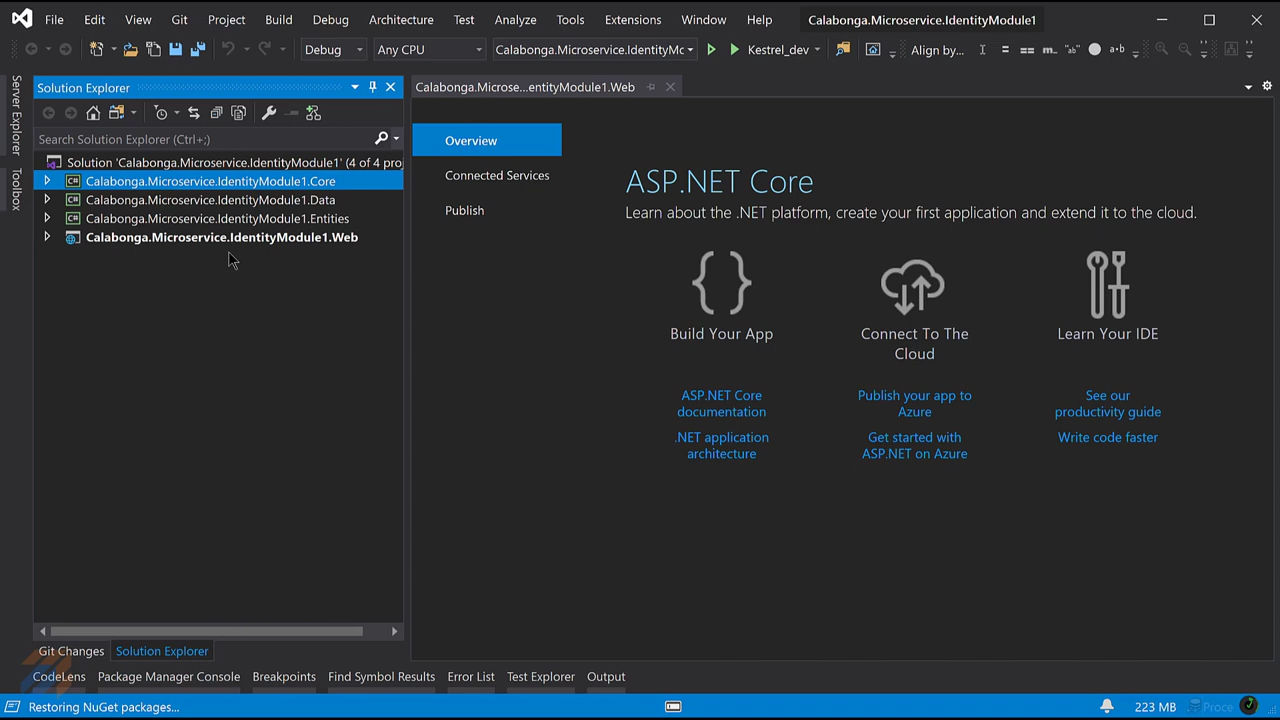 File Edit View Git Project Build Debug Architecture Test Analyze Tools Extensions Window Help Calabonga.Microservice.IdentityModule1
Debug Any CPU Calabonga.Microservice.IdentityMc Kestrel_dev Align by...
Server Explorer
Toolbox
Solution Explorer
Search Solution Explorer (Ctrl+;)
Solution 'Calabonga.Microservice.IdentityModule1' (4 of 4 pro
Calabonga.Microservice.IdentityModule1.Core
Calabonga.Microservice.IdentityModule1.Data
Calabonga.Microservice.IdentityModule1.Entities
Calabonga.Microservice.IdentityModule1.Web
Git Changes Solution Explorer
Calabonga.Microse...entityModule1.Web
Overview
Connected Services
Publish
ASP.NET Core
Learn about the .NET platform, create your first application and extend it to the cloud.
Build Your App
ASP.NET Core
documentation
.NET application
architecture
Connect To The
Cloud
Publish your app to
Azure
Get started with
ASP.NET on Azure
Learn Your IDE
See our
productivity guide
Write code faster
CodeLens Package Manager Console Breakpoints Find Symbol Results Error List Test Explorer Output
Restoring NuGet packages... 223 MB Proce